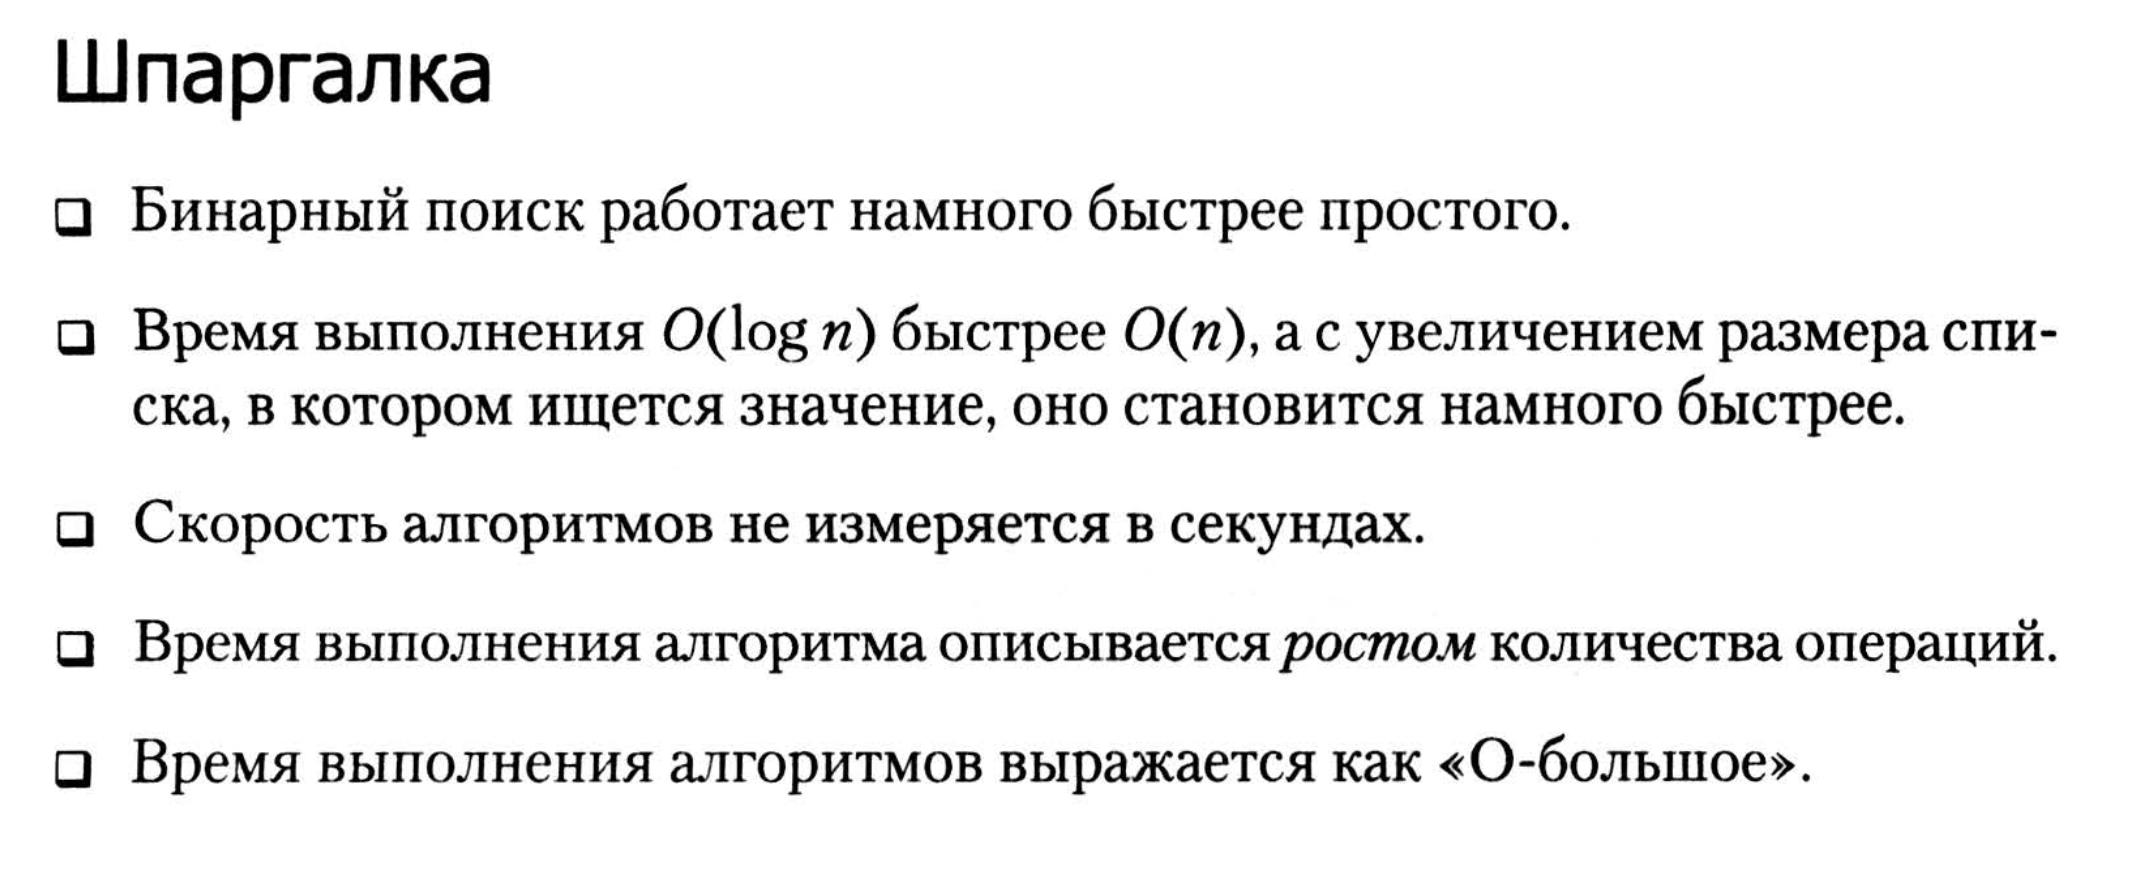 Шпаргалка
❏ Бинарный поиск работает намного быстрее простого.
❏ Время выполнения O(log n) быстрее O(n), а с увеличением размера спи-
ска, в котором ищется значение, оно становится намного быстрее.
❏ Скорость алгоритмов не измеряется в секундах.
❏ Время выполнения алгоритма описывается ростом количества операций.
❏ Время выполнения алгоритмов выражается как «О-большое».